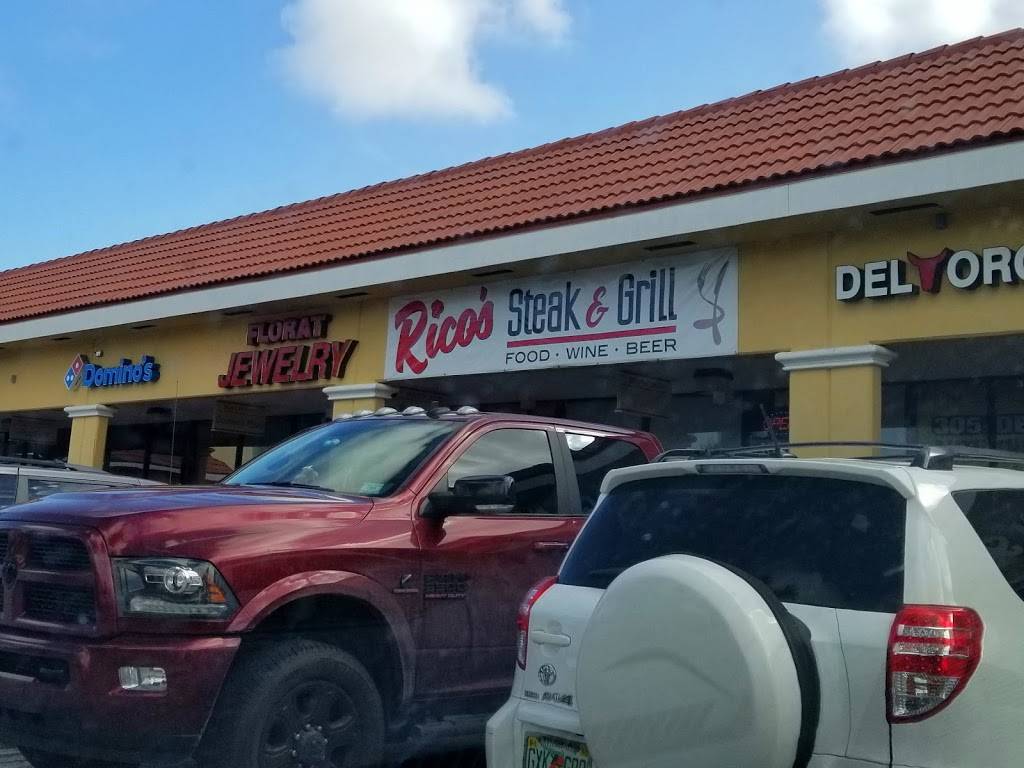 Domino's
FLORAT
JEWELRY
Rico's Steak & Grill
FOOD · WINE · BEER
DEL TORO
305